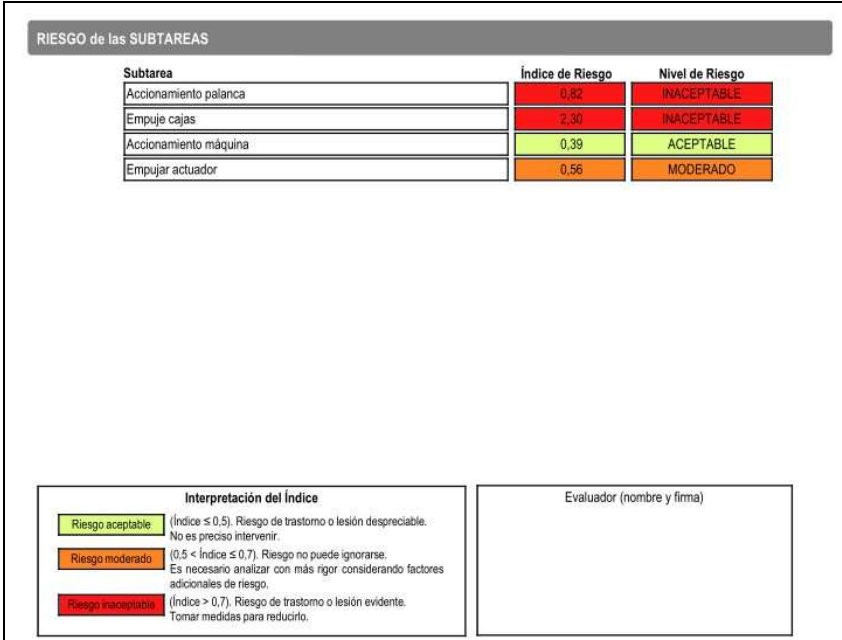 RIESGO de las SUBTAREAS
Subtarea Índice de Riesgo Nivel de Riesgo
Accionamiento palanca 0,82 INACEPTABLE
Empuje cajas 2,30 INACEPTABLE
Accionamiento máquina 0,39 ACEPTABLE
Empujar actuador 0,56 MODERADO
Interpretación del Índice
Riesgo aceptable (Índice ≤ 0,5). Riesgo de trastorno o lesión despreciable.
No es preciso intervenir.
Riesgo moderado (0,5 < Índice ≤ 0,7). Riesgo no puede ignorarse.
Es necesario analizar con más rigor considerando factores
adicionales de riesgo.
Riesgo inaceptable (Índice > 0,7). Riesgo de trastorno o lesión evidente.
Tomar medidas para reducirlo.
Evaluador (nombre y firma)